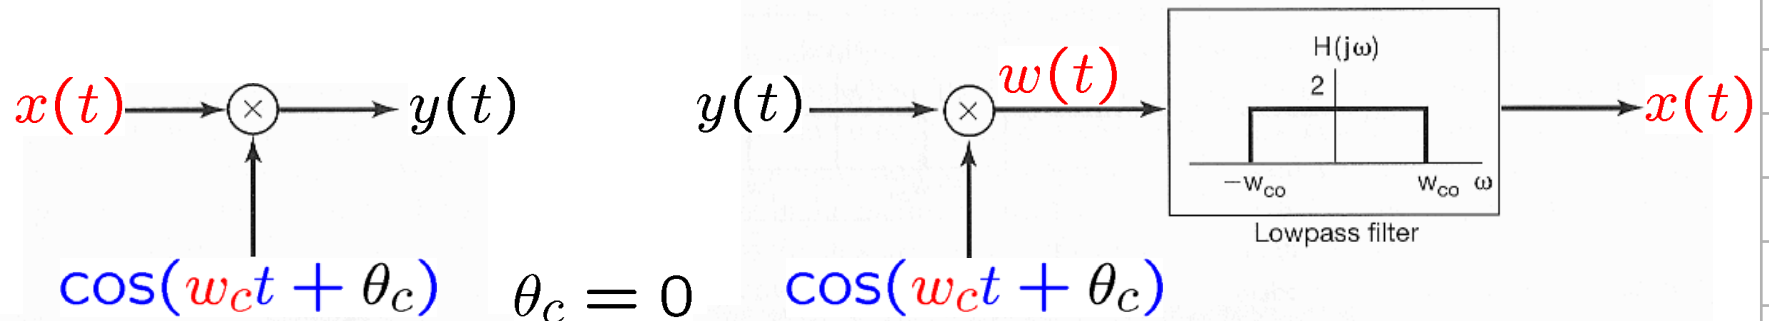 x(t) × y(t)
cos(w_c t + θ_c)
θ_c = 0
y(t) × w(t)
cos(w_c t + θ_c)
H(jω)
2
−w_co w_co ω
Lowpass filter
x(t)